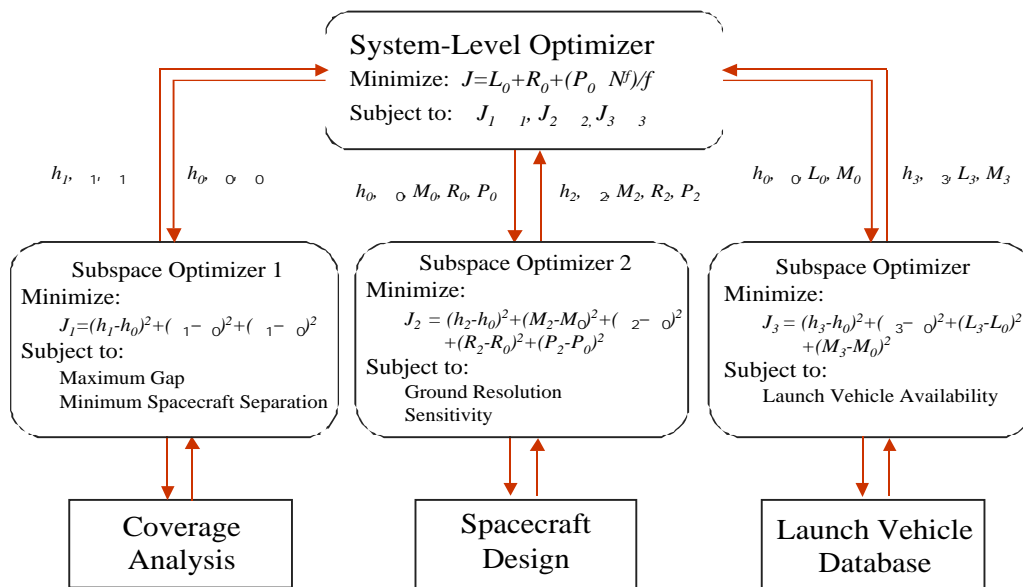 System-Level Optimizer
Minimize: J=L₀+R₀+(P₀ Nᶠ)/f
Subject to: J₁ ₁, J₂ ₂, J₃ ₃
h₁, ₁, ₁
h₀, ₀, ₀
h₀, ₀, M₀, R₀, P₀
h₂, ₂, M₂, R₂, P₂
h₀, ₀, L₀, M₀
h₃, ₃, L₃, M₃
Subspace Optimizer 1
Minimize:
J₁=(h₁-h₀)²+( ₁− ₀)²+( ₁− ₀)²
Subject to:
Maximum Gap
Minimum Spacecraft Separation
Subspace Optimizer 2
Minimize:
J₂ = (h₂-h₀)²+(M₂-M₀)²+( ₂− ₀)²
+(R₂-R₀)²+(P₂-P₀)²
Subject to:
Ground Resolution
Sensitivity
Subspace Optimizer
Minimize:
J₃ = (h₃-h₀)²+( ₃− ₀)²+(L₃-L₀)²
+(M₃-M₀)²
Subject to:
Launch Vehicle Availability
Coverage
Analysis
Spacecraft
Design
Launch Vehicle
Database